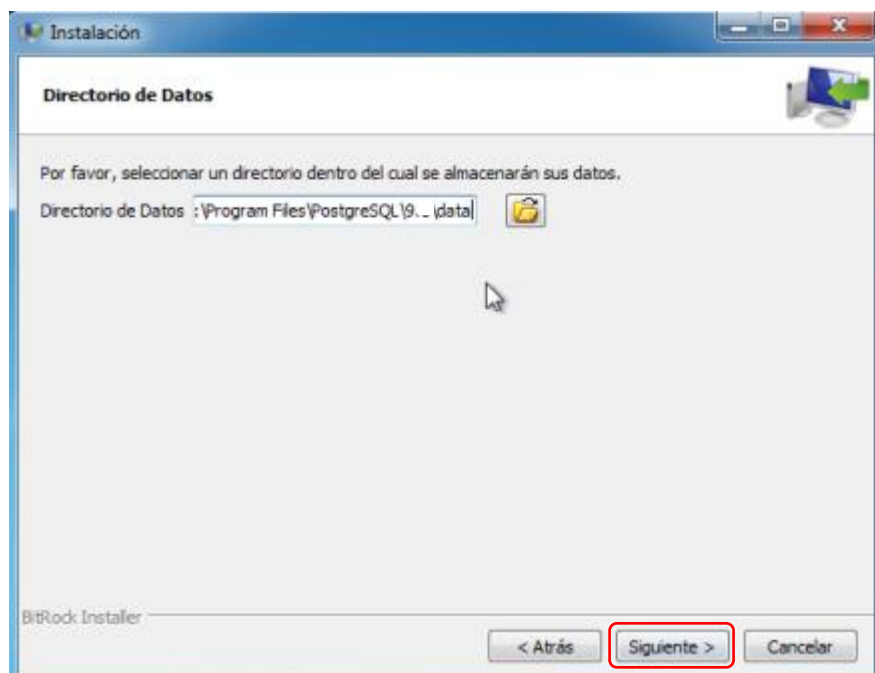 Instalación
Directorio de Datos
Por favor, seleccionar un directorio dentro del cual se almacenarán sus datos.
Directorio de Datos :\Program Files\PostgreSQL\9._ \data
BitRock Installer
< Atrás Siguiente > Cancelar